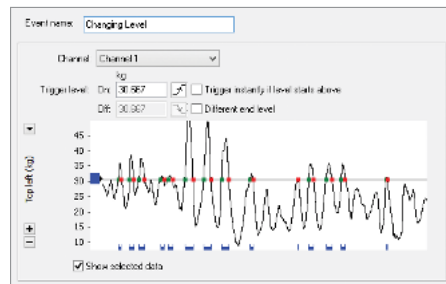 Event name: Changing Level
Channel: Channel 1
kg
Trigger level: On: 30.667 Trigger instantly if level starts above
Off: 30.667 Different end level
Top left (kg)
45
40
35
30
25
20
15
10
Show selected data